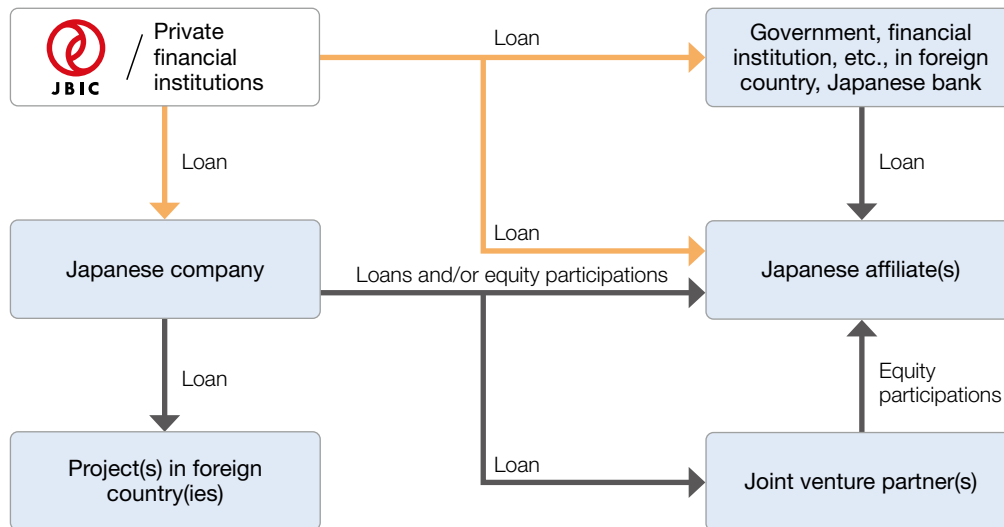 JBIC
/
Private
financial
institutions
Loan
Government, financial
institution, etc., in foreign
country, Japanese bank
Loan
Loan
Loan
Japanese company
Loans and/or equity participations
Japanese affiliate(s)
Loan
Equity
participations
Project(s) in foreign
country(ies)
Loan
Joint venture partner(s)